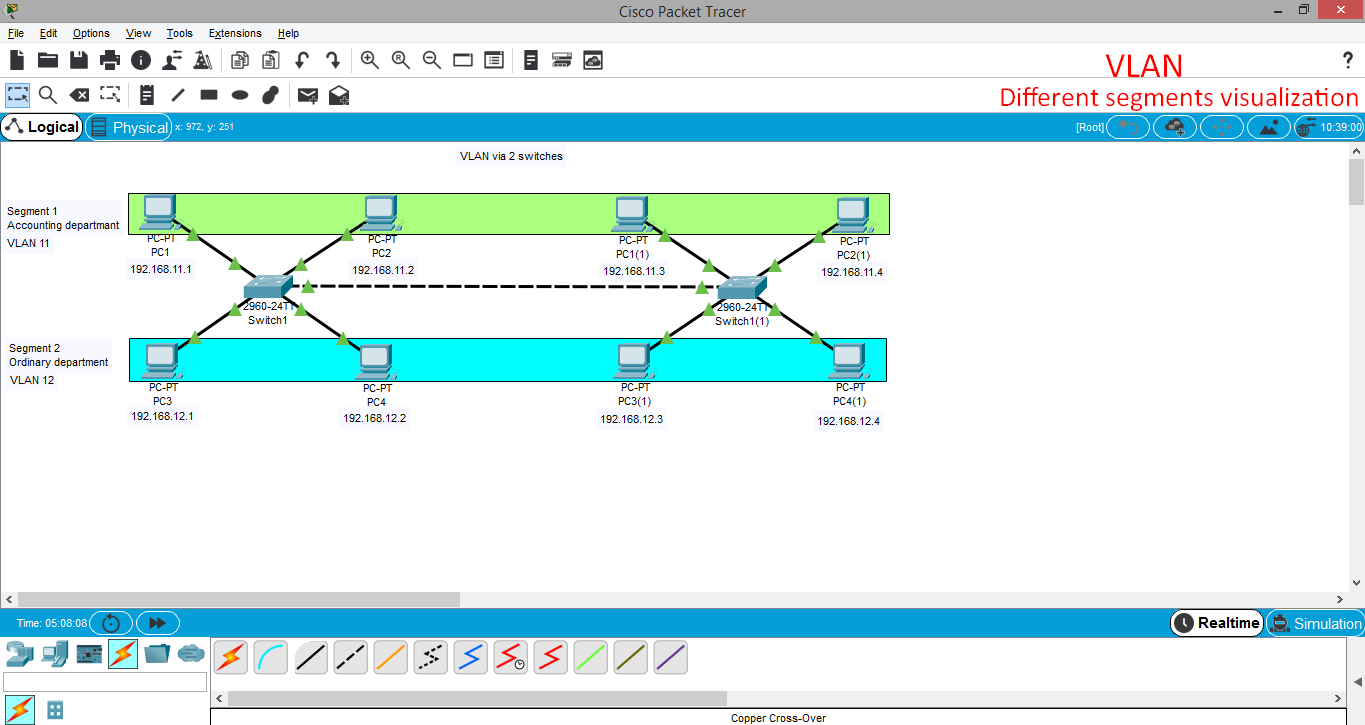 Cisco Packet Tracer
File Edit Options View Tools Extensions Help
VLAN
Different segments visualization
Logical Physical x: 972, y: 251 [Root] 10:39:00
VLAN via 2 switches
Segment 1
Accounting departmant
VLAN 11
PC-PT
PC1
192.168.11.1
PC-PT
PC2
192.168.11.2
PC-PT
PC1(1)
192.168.11.3
PC-PT
PC2(1)
192.168.11.4
2960-24TT
Switch1
2960-24TT
Switch1(1)
Segment 2
Ordinary department
VLAN 12
PC-PT
PC3
192.168.12.1
PC-PT
PC4
192.168.12.2
PC-PT
PC3(1)
192.168.12.3
PC-PT
PC4(1)
192.168.12.4
Time: 05:08:08 Realtime Simulation
Copper Cross-Over